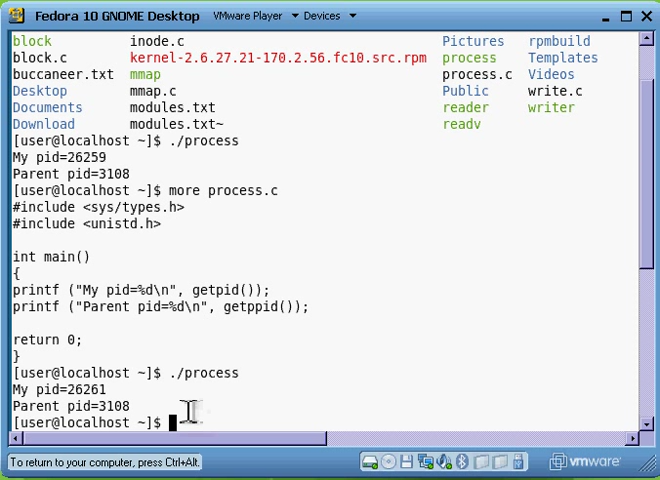 Fedora 10 GNOME Desktop VMware Player Devices
block inode.c Pictures rpmbuild
block.c kernel-2.6.27.21-170.2.56.fc10.src.rpm process Templates
buccaneer.txt mmap process.c Videos
Desktop mmap.c Public write.c
Documents modules.txt reader writer
Download modules.txt~ readv
[user@localhost ~]$ ./process
My pid=26259
Parent pid=3108
[user@localhost ~]$ more process.c
#include <sys/types.h>
#include <unistd.h>
int main()
{
printf ("My pid=%d\n", getpid());
printf ("Parent pid=%d\n", getppid());
return 0;
}
[user@localhost ~]$ ./process
My pid=26261
Parent pid=3108
[user@localhost ~]$
To return to your computer, press Ctrl+Alt. vmware